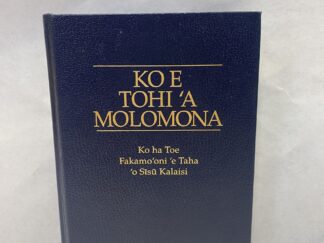 KO E
TOHI ‘A
MOLOMONA
Ko ha Toe
Fakamo‘oni ‘e Taha
‘o Sīsū Kalaisi